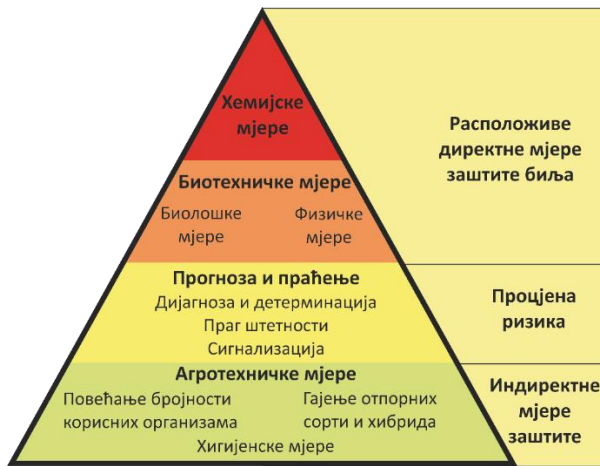 Хемијске
мјере
Биотехничке мјере
Биолошке
мјере
Физичке
мјере
Прогноза и праћење
Дијагноза и детерминација
Праг штетности
Сигнализација
Агротехничке мјере
Повећање бројности
корисних организама
Гајење отпорних
сорти и хибрида
Хигијенске мјере
Расположиве
директне мјере
заштите биља
Процјена
ризика
Индиректне
мјере
заштите